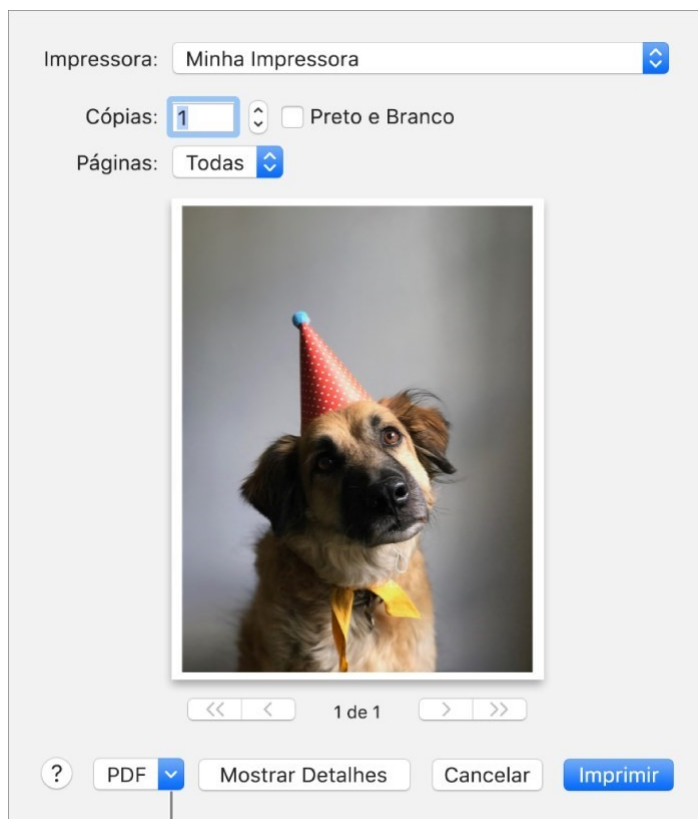 Impressora: Minha Impressora
Cópias: 1 Preto e Branco
Páginas: Todas
<< < 1 de 1 > >>
? PDF Mostrar Detalhes Cancelar Imprimir